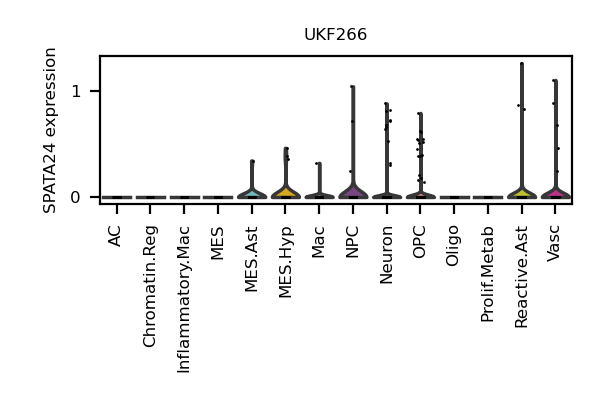 UKF266
SPATA24 expression
1
0
AC
Chromatin.Reg
Inflammatory.Mac
MES
MES.Ast
MES.Hyp
Mac
NPC
Neuron
OPC
Oligo
Prolif.Metab
Reactive.Ast
Vasc